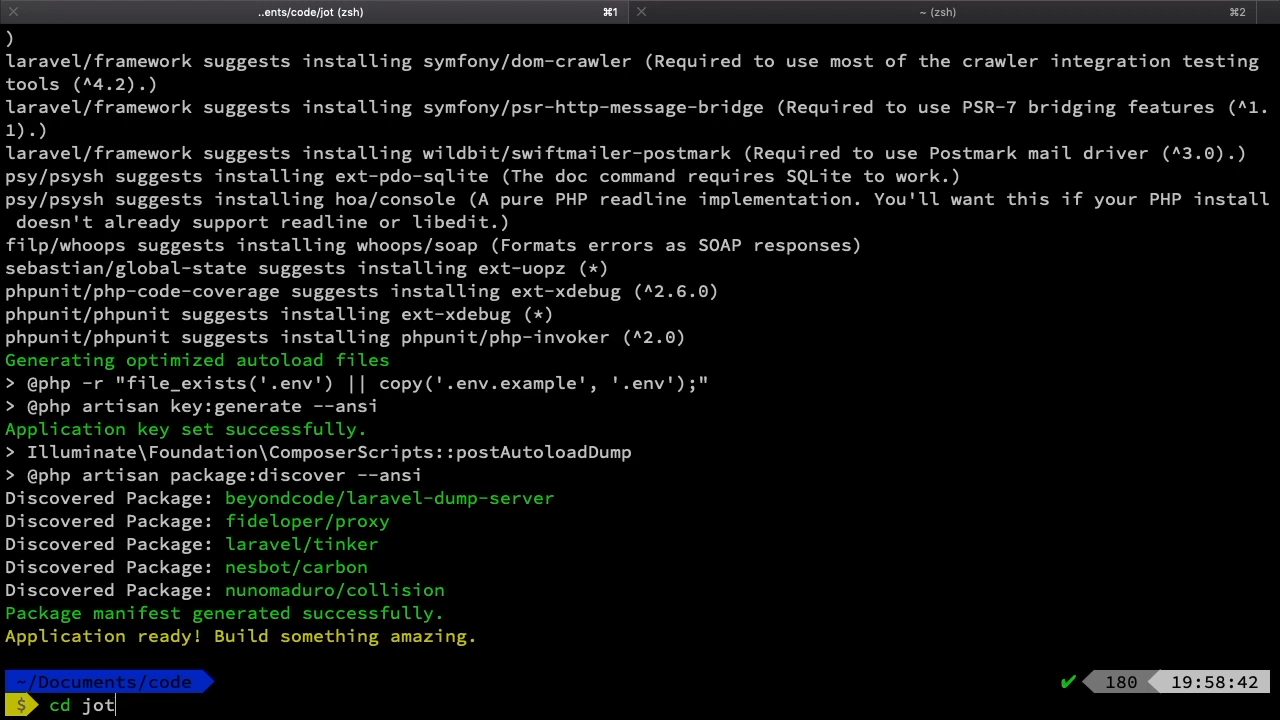 ..ents/code/jot (zsh) ⌘1 ~ (zsh) ⌘2
)
laravel/framework suggests installing symfony/dom-crawler (Required to use most of the crawler integration testing
tools (^4.2).)
laravel/framework suggests installing symfony/psr-http-message-bridge (Required to use PSR-7 bridging features (^1.
1).)
laravel/framework suggests installing wildbit/swiftmailer-postmark (Required to use Postmark mail driver (^3.0).)
psy/psysh suggests installing ext-pdo-sqlite (The doc command requires SQLite to work.)
psy/psysh suggests installing hoa/console (A pure PHP readline implementation. You'll want this if your PHP install
doesn't already support readline or libedit.)
filp/whoops suggests installing whoops/soap (Formats errors as SOAP responses)
sebastian/global-state suggests installing ext-uopz (*)
phpunit/php-code-coverage suggests installing ext-xdebug (^2.6.0)
phpunit/phpunit suggests installing ext-xdebug (*)
phpunit/phpunit suggests installing phpunit/php-invoker (^2.0)
Generating optimized autoload files
> @php -r "file_exists('.env') || copy('.env.example', '.env');"
> @php artisan key:generate --ansi
Application key set successfully.
> Illuminate\Foundation\ComposerScripts::postAutoloadDump
> @php artisan package:discover --ansi
Discovered Package: beyondcode/laravel-dump-server
Discovered Package: fideloper/proxy
Discovered Package: laravel/tinker
Discovered Package: nesbot/carbon
Discovered Package: nunomaduro/collision
Package manifest generated successfully.
Application ready! Build something amazing.
~/Documents/code ✔ 180 19:58:42
$ cd jot